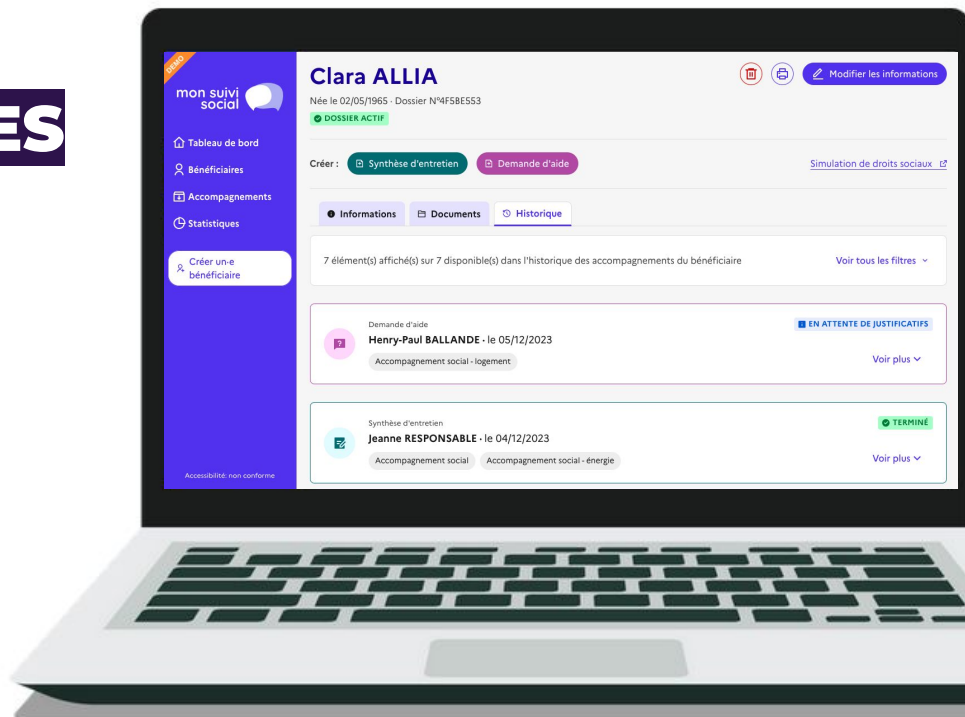 ES
DEMO
mon suivi
social
Tableau de bord
Bénéficiaires
Accompagnements
Statistiques
Créer un·e
bénéficiaire
Accessibilité: non conforme
Clara ALLIA
Modifier les informations
Née le 02/05/1965 · Dossier N°4F5BE553
DOSSIER ACTIF
Créer :
Synthèse d'entretien
Demande d'aide
Simulation de droits sociaux
Informations
Documents
Historique
7 élément(s) affiché(s) sur 7 disponible(s) dans l'historique des accompagnements du bénéficiaire
Voir tous les filtres
Demande d'aide
EN ATTENTE DE JUSTIFICATIFS
Henry-Paul BALLANDE · le 05/12/2023
Accompagnement social - logement
Voir plus
Synthèse d'entretien
TERMINÉ
Jeanne RESPONSABLE · le 04/12/2023
Accompagnement social
Accompagnement social - énergie
Voir plus